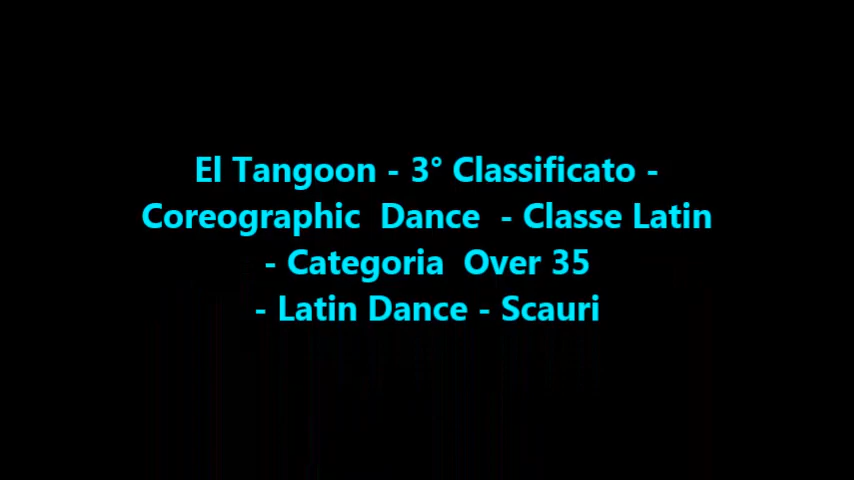 El Tangoon - 3° Classificato -
Coreographic  Dance  - Classe Latin
- Categoria  Over 35
- Latin Dance - Scauri